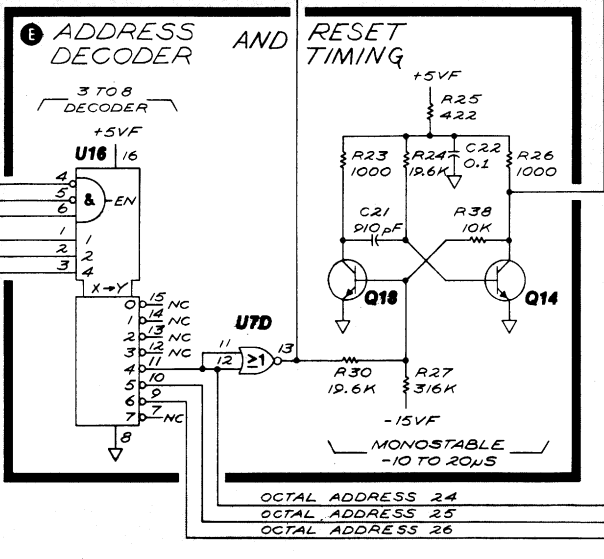 E ADDRESS DECODER AND RESET TIMING
3 TO 8
DECODER
+5VF
U16
16
4
5
6
&
EN
1
1
2
2
3
4
X→Y
0
15
NC
1
14
NC
2
13
NC
3
12
NC
4
11
5
10
6
9
7
7
NC
8
U7D
11
12
≥1
13
+5VF
R25
422
R23
1000
R24
19.6K
C22
0.1
R26
1000
C21
910pF
R38
10K
Q18
Q14
R30
19.6K
R27
316K
-15VF
MONOSTABLE
-10 TO 20µS
OCTAL ADDRESS 24
OCTAL ADDRESS 25
OCTAL ADDRESS 26